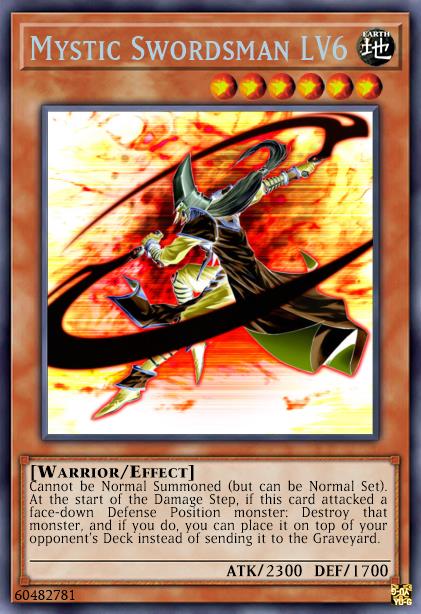 Mystic Swordsman LV6
EARTH
地
[Warrior/Effect]
Cannot be Normal Summoned (but can be Normal Set).
At the start of the Damage Step, if this card attacked a
face-down Defense Position monster: Destroy that
monster, and if you do, you can place it on top of your
opponent's Deck instead of sending it to the Graveyard.
ATK/2300 DEF/1700
60482781